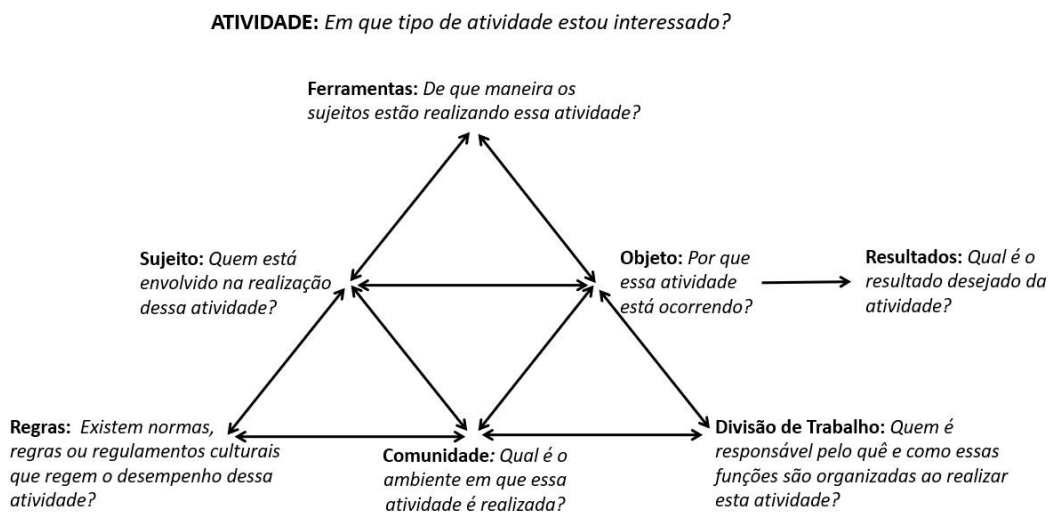 ATIVIDADE: Em que tipo de atividade estou interessado?
Ferramentas: De que maneira os
sujeitos estão realizando essa atividade?
Sujeito: Quem está
envolvido na realização
dessa atividade?
Objeto: Por que
essa atividade
está ocorrendo?
Resultados: Qual é o
resultado desejado da
atividade?
Regras: Existem normas,
regras ou regulamentos culturais
que regem o desempenho dessa
atividade?
Comunidade: Qual é o
ambiente em que essa
atividade é realizada?
Divisão de Trabalho: Quem é
responsável pelo quê e como essas
funções são organizadas ao realizar
esta atividade?